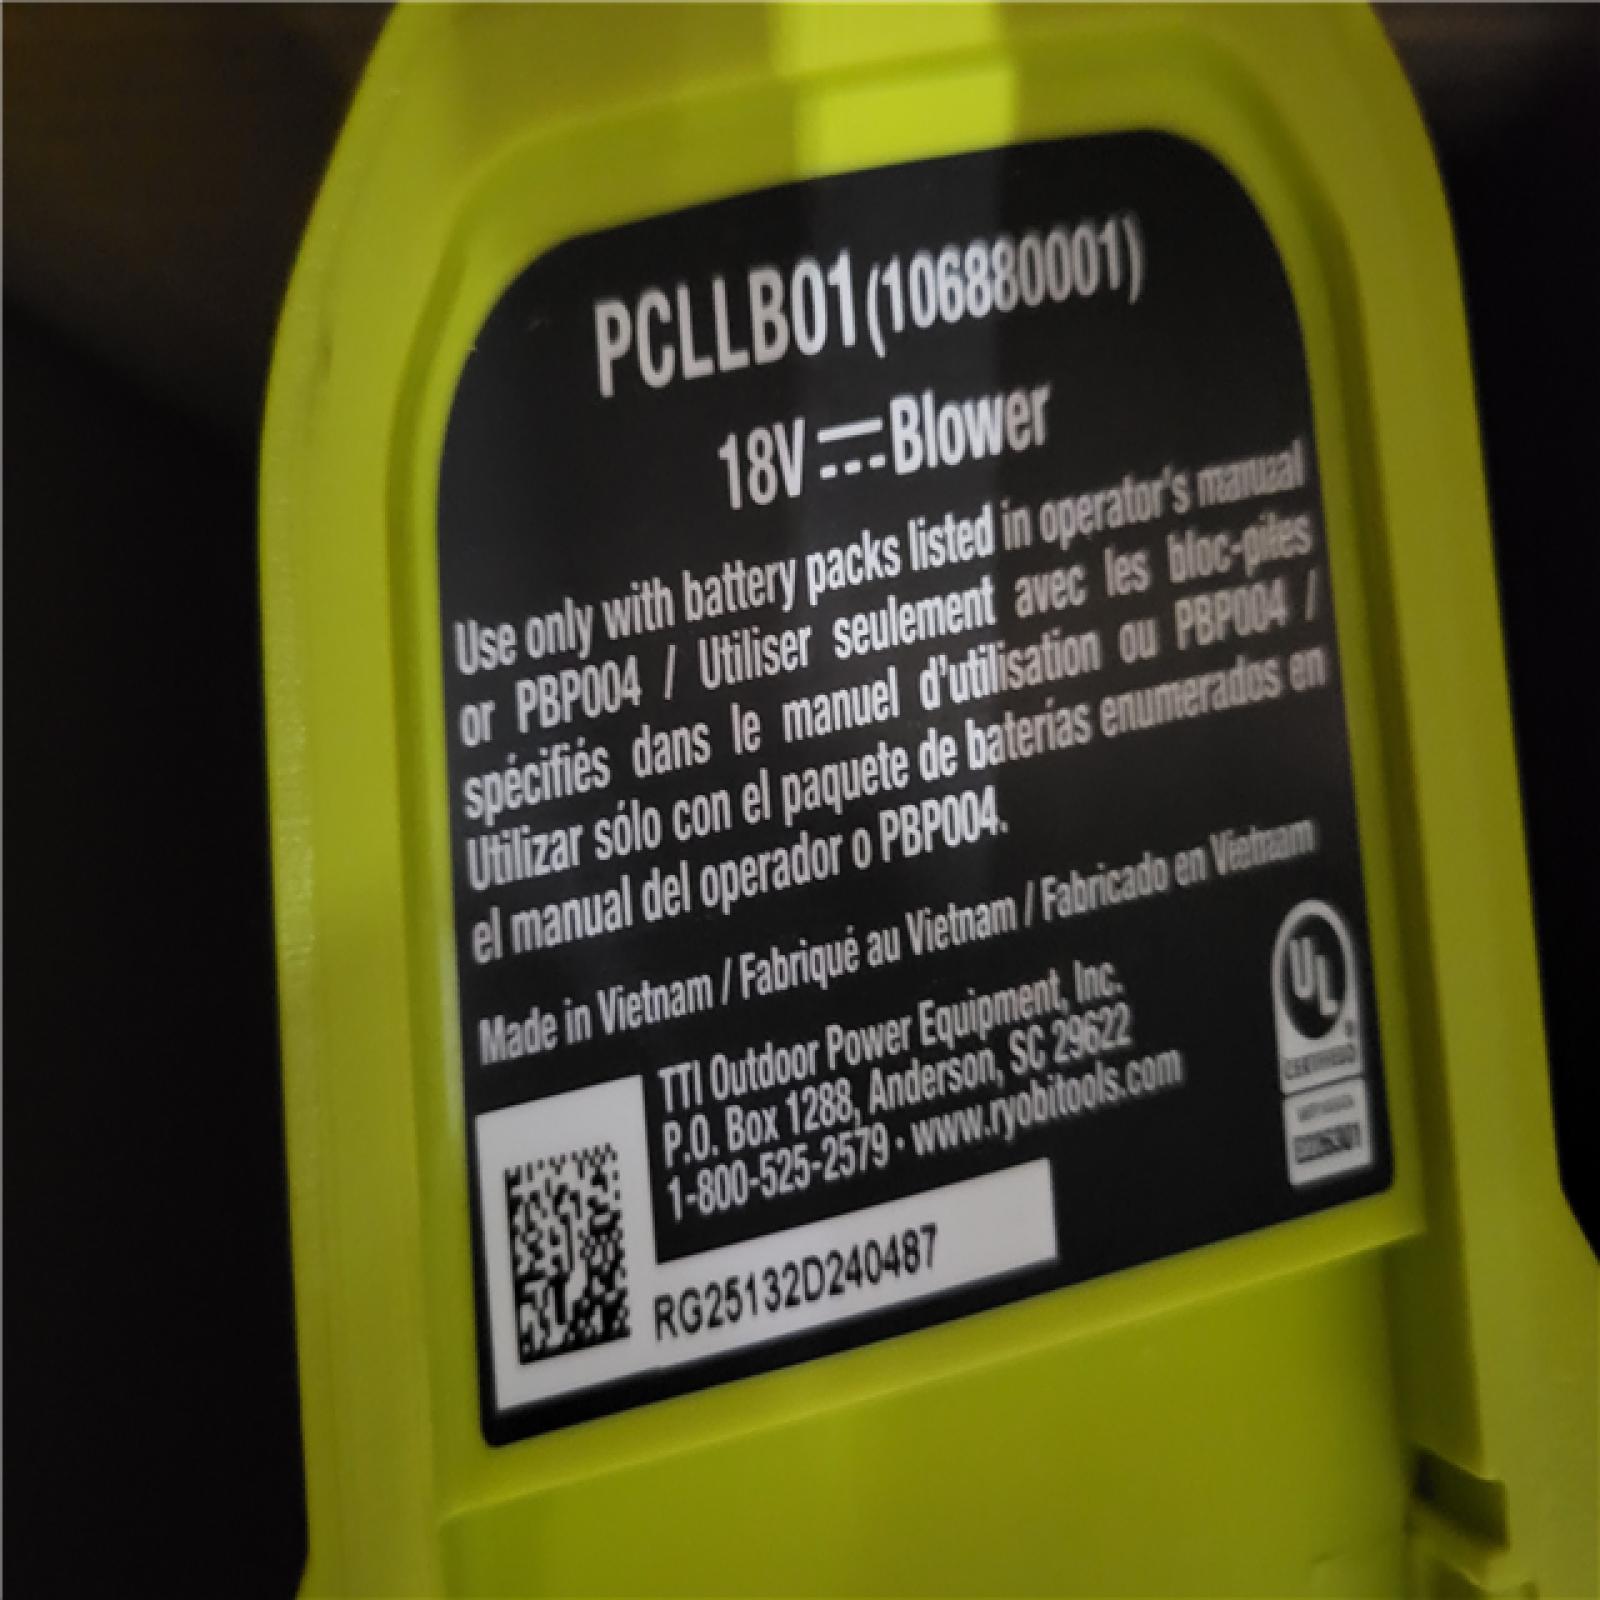 PCLLB01(106880001)
18V Blower
Use only with battery packs listed in operator's manual
or PBP004 / Utiliser seulement avec les bloc-piles
spécifiés dans le manuel d'utilisation ou PBP004 /
Utilizar sólo con el paquete de baterías enumerados en
el manual del operador o PBP004.
Made in Vietnam / Fabriqué au Vietnam / Fabricado en Vietnam
TTI Outdoor Power Equipment, Inc.
P.O. Box 1288, Anderson, SC 29622
1-800-525-2579 · www.ryobitools.com
RG25132D240487
UL
®
CERTIFIED